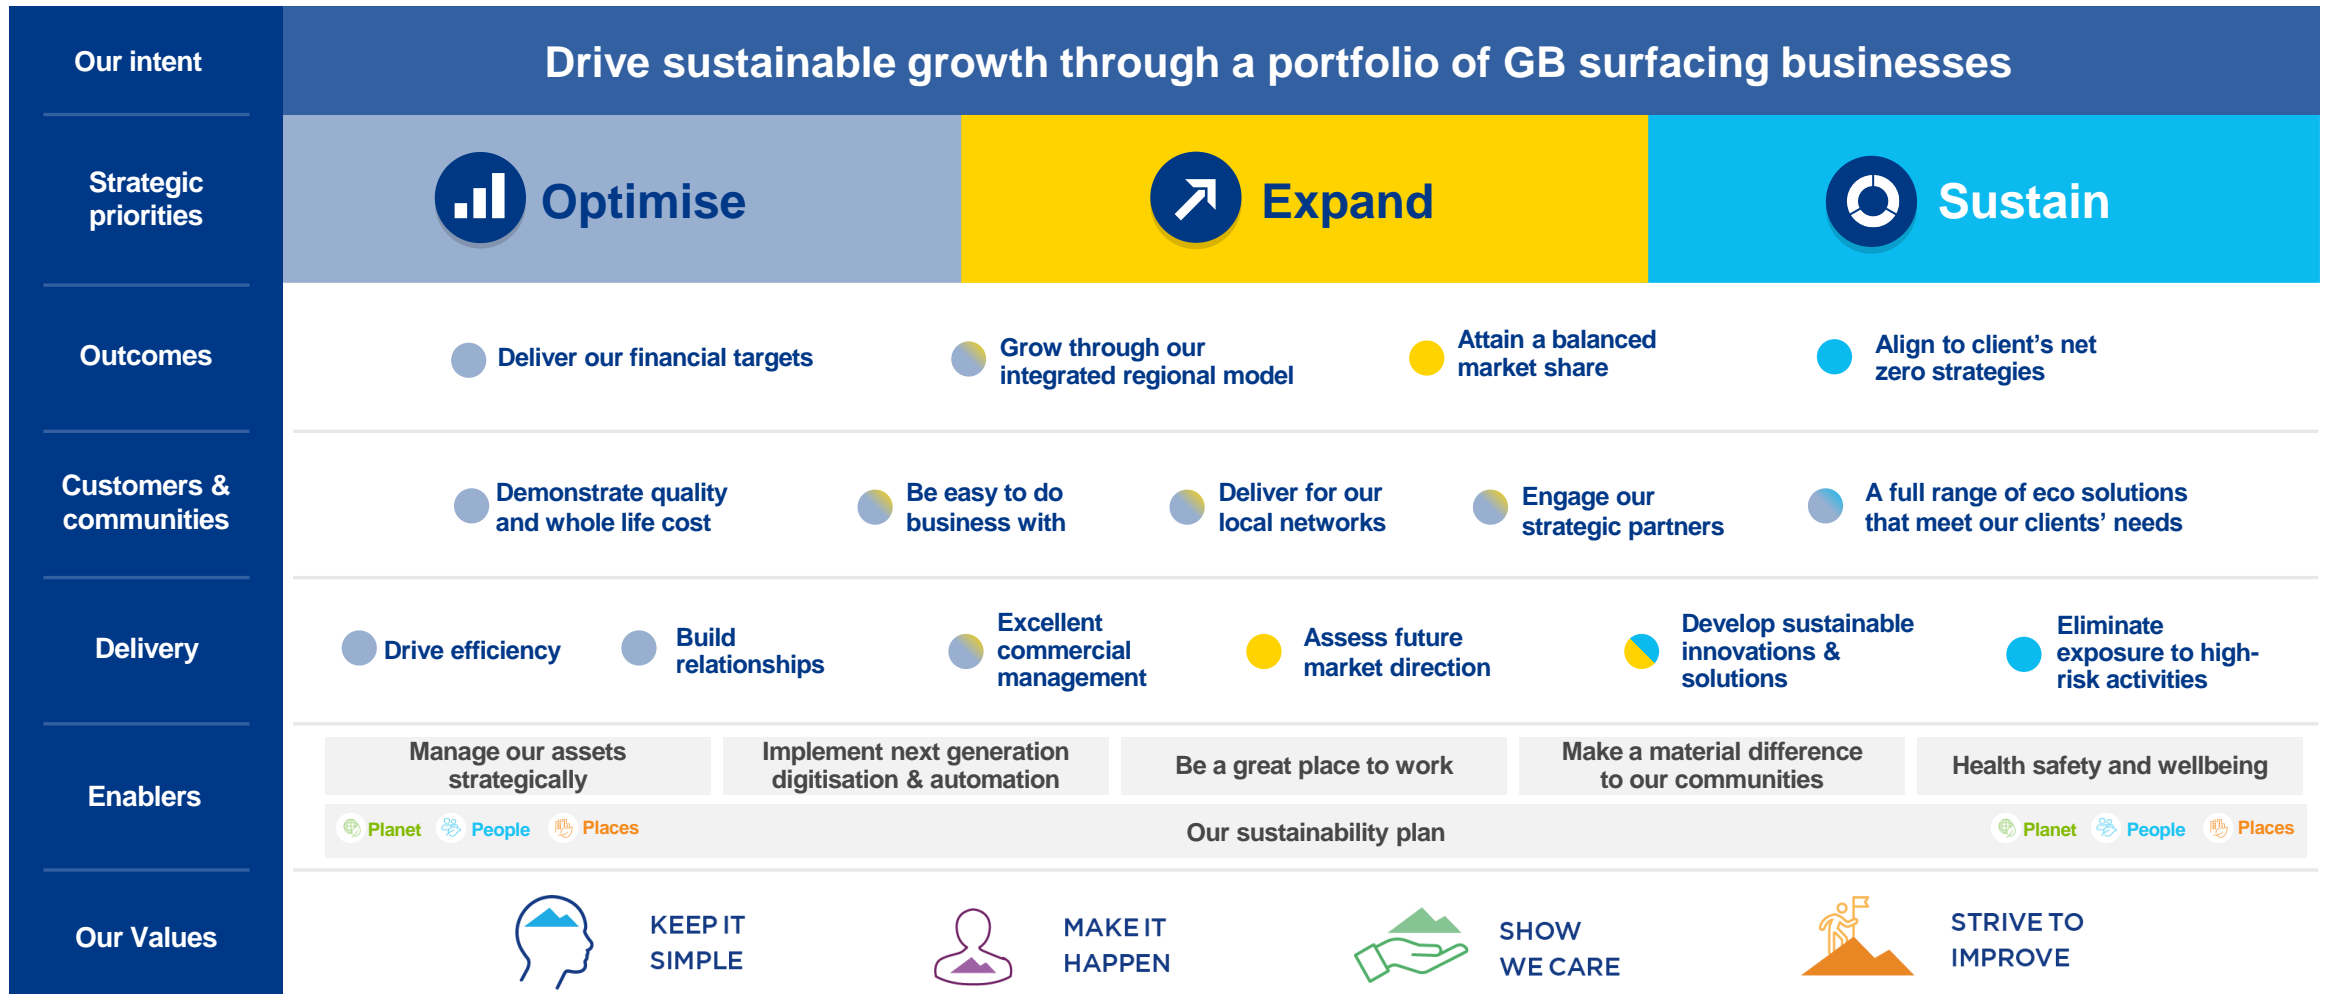 Our intent
Drive sustainable growth through a portfolio of GB surfacing businesses
Strategic
priorities
Optimise
Expand
Sustain
Outcomes
Deliver our financial targets
Grow through our
integrated regional model
Attain a balanced
market share
Align to client’s net
zero strategies
Customers &
communities
Demonstrate quality
and whole life cost
Be easy to do
business with
Deliver for our
local networks
Engage our
strategic partners
A full range of eco solutions
that meet our clients’ needs
Delivery
Drive efficiency
Build
relationships
Excellent
commercial
management
Assess future
market direction
Develop sustainable
innovations &
solutions
Eliminate
exposure to high-
risk activities
Enablers
Manage our assets
strategically
Implement next generation
digitisation & automation
Be a great place to work
Make a material difference
to our communities
Health safety and wellbeing
Planet
People
Places
Our sustainability plan
Planet
People
Places
Our Values
KEEP IT
SIMPLE
MAKE IT
HAPPEN
SHOW
WE CARE
STRIVE TO
IMPROVE